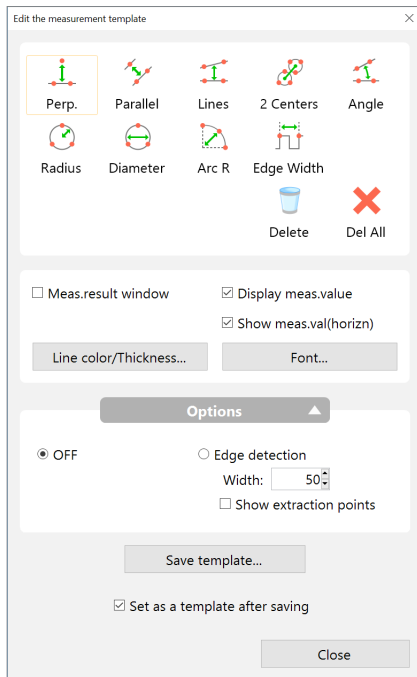 Edit the measurement template
Perp. Parallel Lines 2 Centers Angle
Radius Diameter Arc R Edge Width
Delete Del All
Meas.result window Display meas.value
Show meas.val(horizn)
Line color/Thickness... Font...
Options
OFF Edge detection
Width: 50
Show extraction points
Save template...
Set as a template after saving
Close